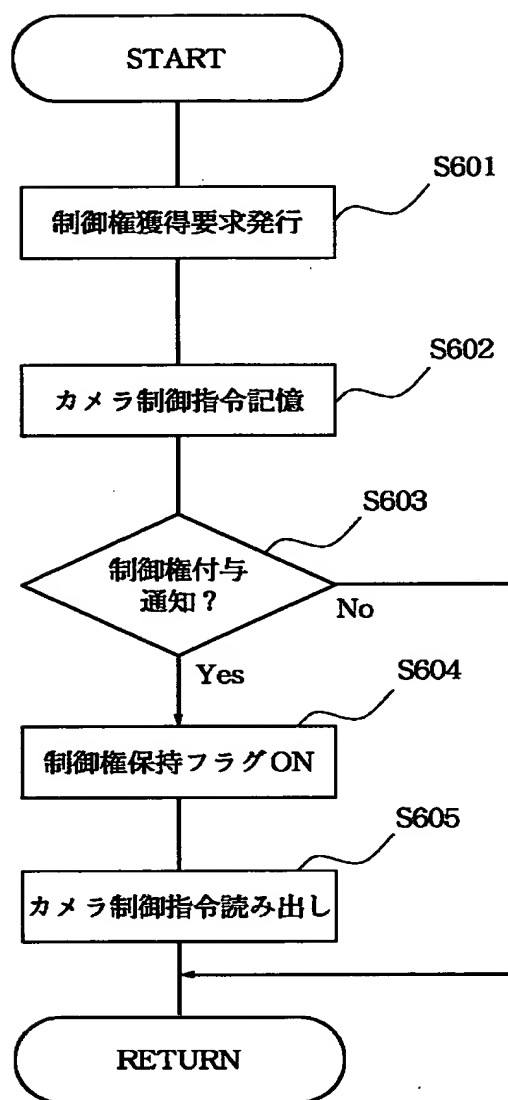 START
S601
制御権獲得要求発行
S602
カメラ制御指令記憶
S603
制御権付与
通知？
No
Yes
S604
制御権保持フラグON
S605
カメラ制御指令読み出し
RETURN